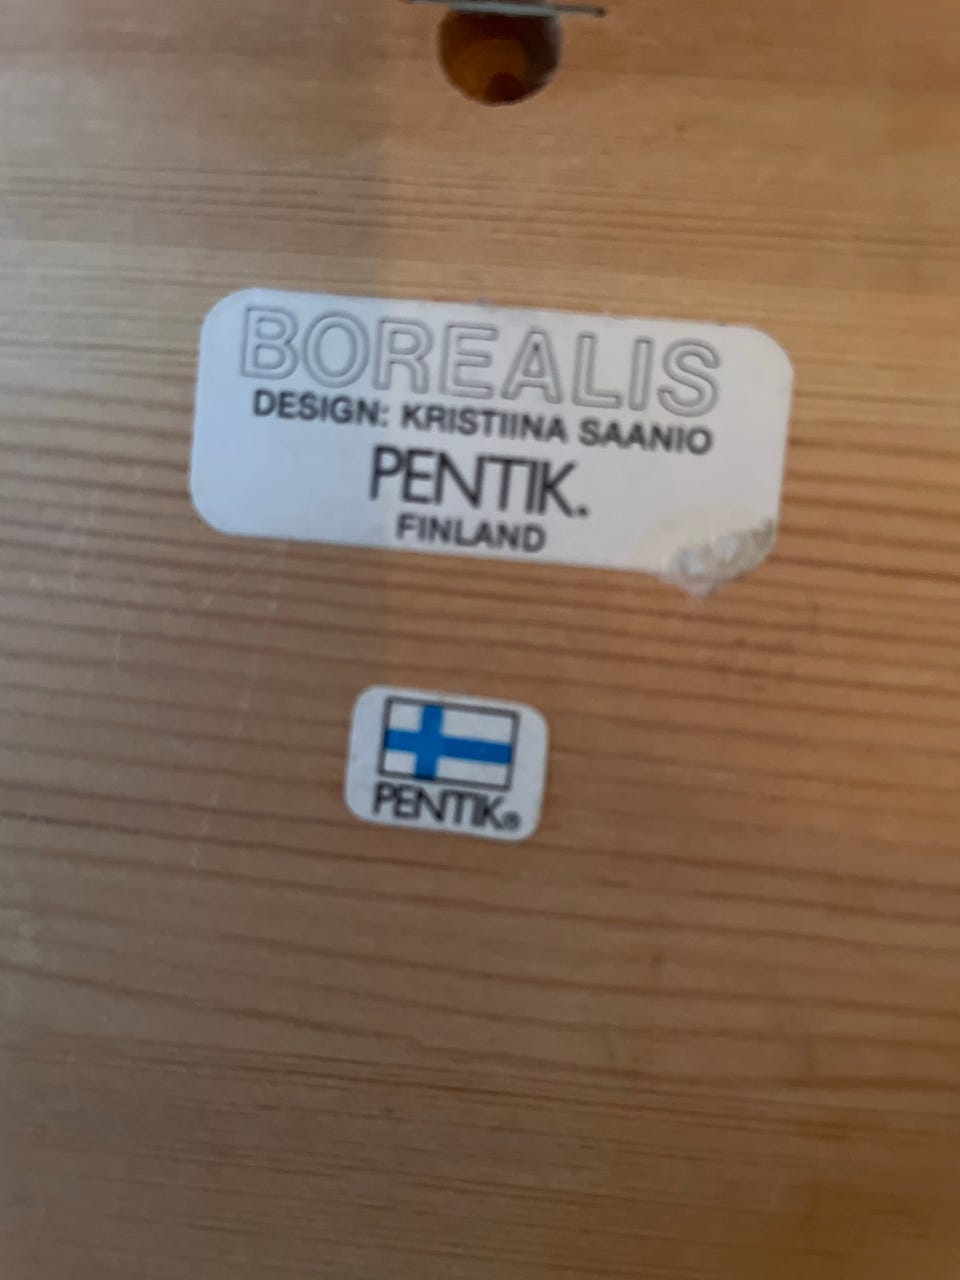 BOREALIS
DESIGN: KRISTIINA SAANIO
PENTIK.
FINLAND
PENTIK®